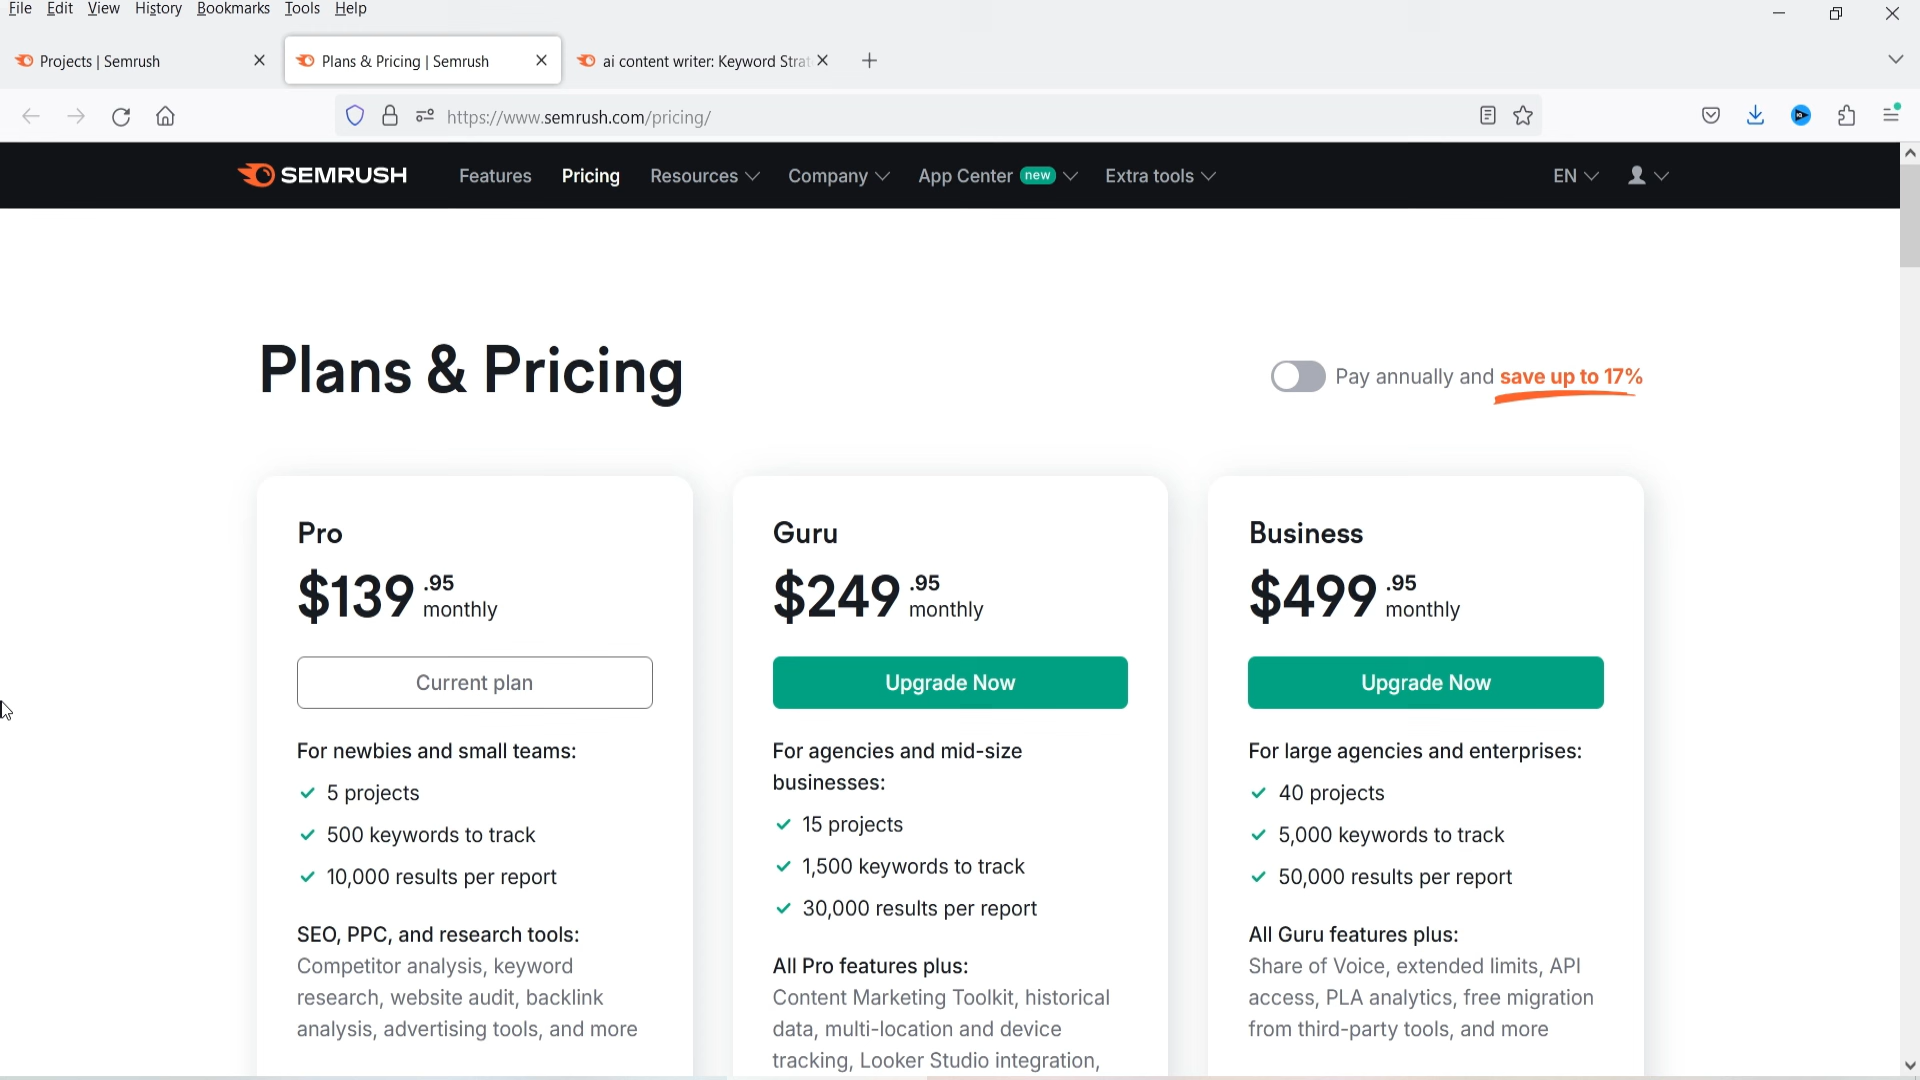 File Edit View History Bookmarks Tools Help
Projects | Semrush
Plans & Pricing | Semrush
ai content writer: Keyword Strat
https://www.semrush.com/pricing/
SEMRUSH Features Pricing Resources Company App Center new Extra tools EN
Plans & Pricing
Pay annually and save up to 17%
Pro
$139 .95 monthly
Current plan
For newbies and small teams:
5 projects
500 keywords to track
10,000 results per report
SEO, PPC, and research tools:
Competitor analysis, keyword
research, website audit, backlink
analysis, advertising tools, and more
Guru
$249 .95 monthly
Upgrade Now
For agencies and mid-size
businesses:
15 projects
1,500 keywords to track
30,000 results per report
All Pro features plus:
Content Marketing Toolkit, historical
data, multi-location and device
tracking, Looker Studio integration,
Business
$499 .95 monthly
Upgrade Now
For large agencies and enterprises:
40 projects
5,000 keywords to track
50,000 results per report
All Guru features plus:
Share of Voice, extended limits, API
access, PLA analytics, free migration
from third-party tools, and more